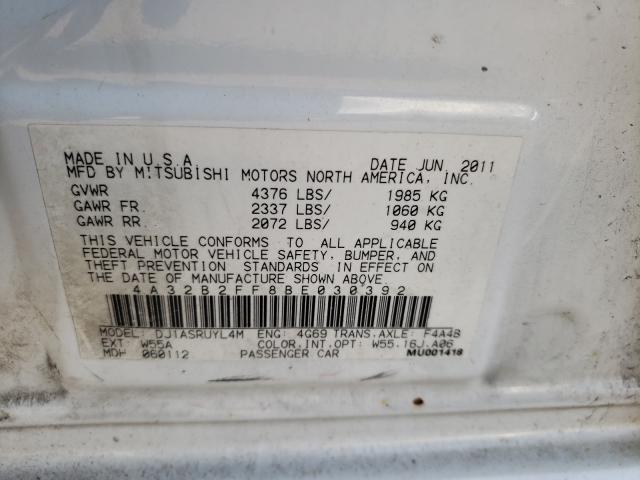 MADE IN U.S.A DATE JUN, 2011
MFD BY MITSUBISHI MOTORS NORTH AMERICA, INC.
GVWR 4376 LBS/ 1985 KG
GAWR FR. 2337 LBS/ 1060 KG
GAWR RR. 2072 LBS/ 940 KG
THIS VEHICLE CONFORMS TO ALL APPLICABLE
FEDERAL MOTOR VEHICLE SAFETY, BUMPER, AND
THEFT PREVENTION STANDARDS IN EFFECT ON
THE DATE OF MANUFACTURE SHOWN ABOVE.
4A32B2FF8BE030392
MODEL: DJ1ASRUYL4M ENG: 4G69 TRANS.AXLE: F4A4B
EXT W55A COLOR.INT.OPT: W55.16J.A06
MDH 060112 PASSENGER CAR MU001418